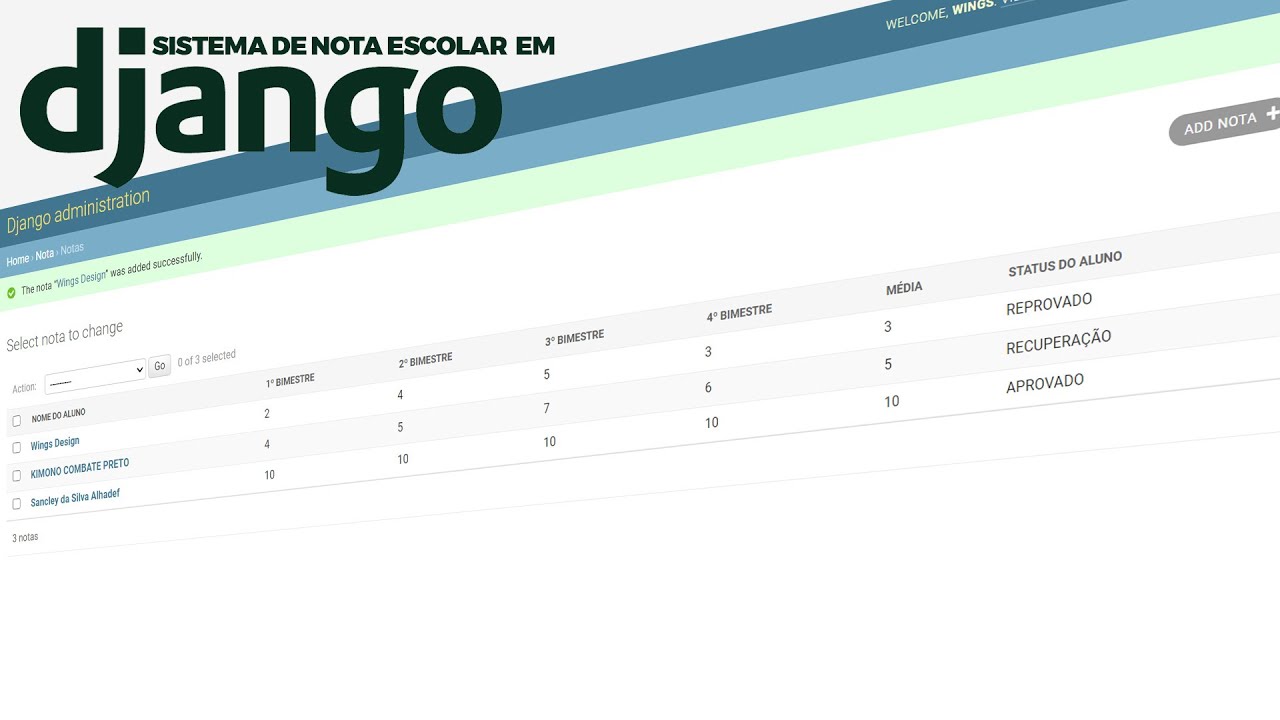 SISTEMA DE NOTA ESCOLAR EM
django
WELCOME, WINGS.
Django administration
Home › Nota › Notas
The nota “Wings Design” was added successfully.
ADD NOTA +
Select nota to change
Action: --------- Go 0 of 3 selected
NOME DO ALUNO 1º BIMESTRE 2º BIMESTRE 3º BIMESTRE 4º BIMESTRE MÉDIA STATUS DO ALUNO
Wings Design 2 4 5 3 3 REPROVADO
KIMONO COMBATE PRETO 4 5 7 6 5 RECUPERAÇÃO
Sancley da Silva Alhadef 10 10 10 10 10 APROVADO
3 notas